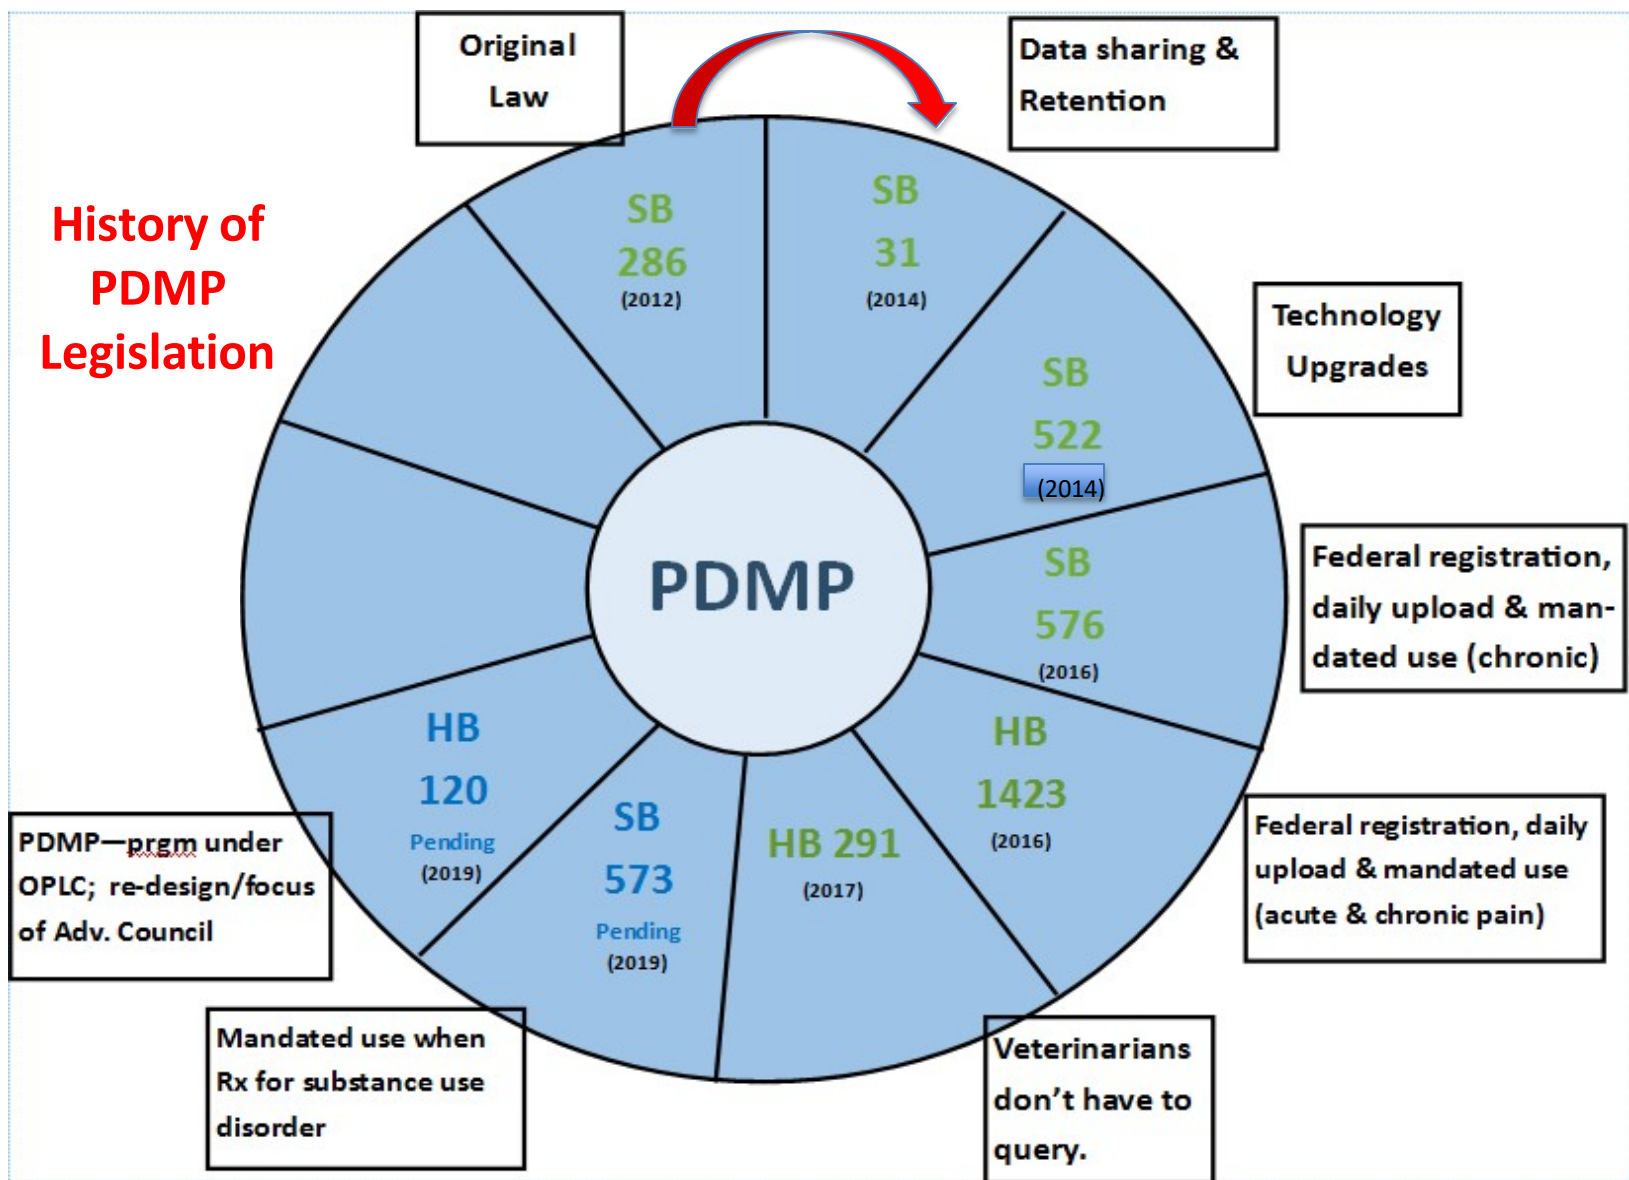 History of
PDMP
Legislation
Original
Law
SB
286
(2012)
Data sharing &
Retention
SB
31
(2014)
Technology
Upgrades
SB
522
(2014)
Federal registration,
daily upload & man-
dated use (chronic)
SB
576
(2016)
Federal registration, daily
upload & mandated use
(acute & chronic pain)
HB
1423
(2016)
Veterinarians
don’t have to
query.
HB 291
(2017)
Mandated use when
Rx for substance use
disorder
SB
573
Pending
(2019)
PDMP—prgm under
OPLC; re-design/focus
of Adv. Council
HB
120
Pending
(2019)
PDMP